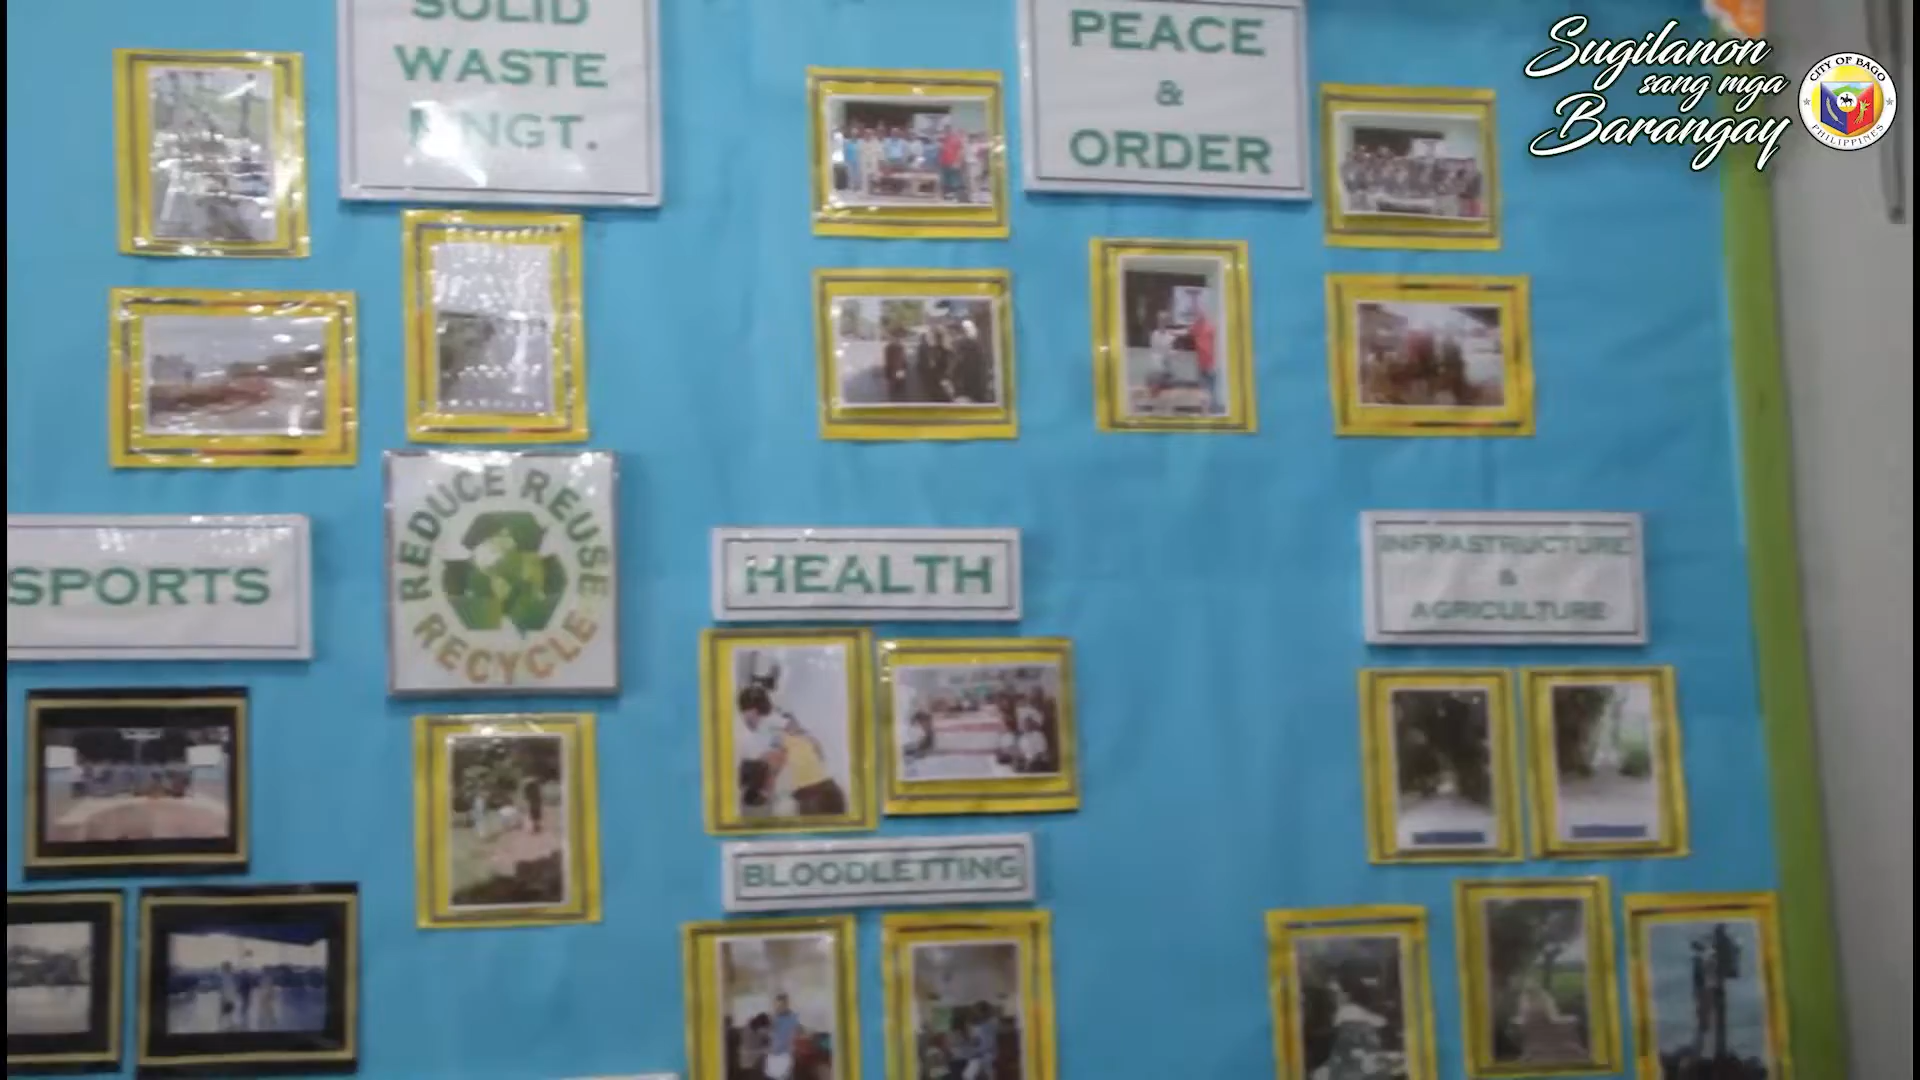 SOLID
WASTE
MNGT.
PEACE
&
ORDER
Sugilanon
sang mga
Barangay
CITY OF BAGO
PHILIPPINES
SPORTS
REDUCE REUSE
RECYCLE
HEALTH
INFRASTRUCTURE
&
AGRICULTURE
BLOODLETTING